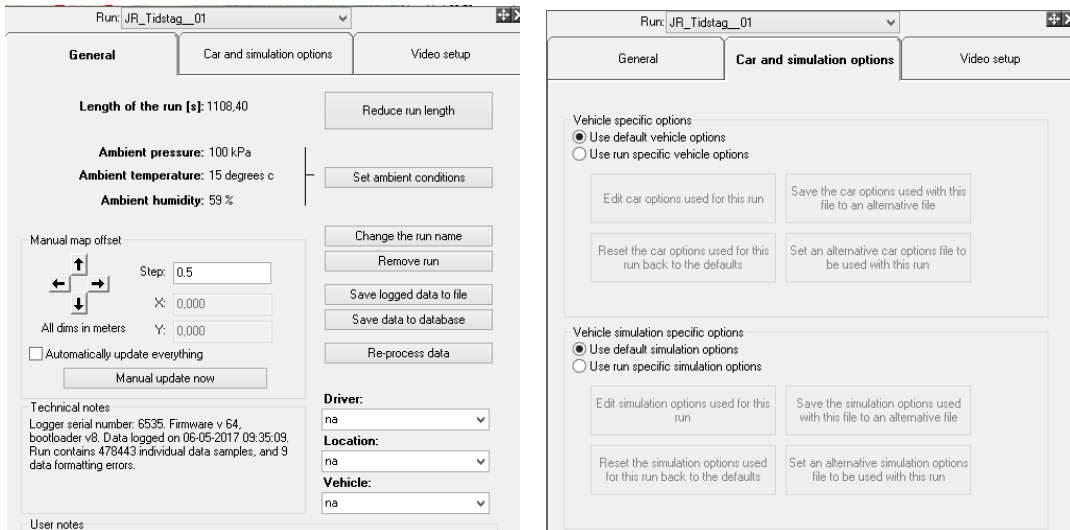 Run: JR_Tidstag__01
General
Car and simulation options
Video setup
Length of the run [s]: 1108,40
Reduce run length
Ambient pressure: 100 kPa
Ambient temperature: 15 degrees c
Ambient humidity: 59 %
Set ambient conditions
Manual map offset
Step: 0.5
X: 0,000
Y: 0,000
All dims in meters
Automatically update everything
Manual update now
Change the run name
Remove run
Save logged data to file
Save data to database
Re-process data
Technical notes
Logger serial number: 6535. Firmware v 64,
bootloader v8. Data logged on 06-05-2017 09:35:09.
Run contains 478443 individual data samples, and 9
data formatting errors.
Driver:
na
Location:
na
Vehicle:
na
User notes
Run: JR_Tidstag__01
General
Car and simulation options
Video setup
Vehicle specific options
Use default vehicle options
Use run specific vehicle options
Edit car options used for this run
Save the car options used with this
file to an alternative file
Reset the car options used for this
run back to the defaults
Set an alternative car options file to
be used with this run
Vehicle simulation specific options
Use default simulation options
Use run specific simulation options
Edit simulation options used for this
run
Save the simulation options used
with this file to an alternative file
Reset the simulation options used
for this run back to the defaults
Set an alternative simulation options
file to be used with this run